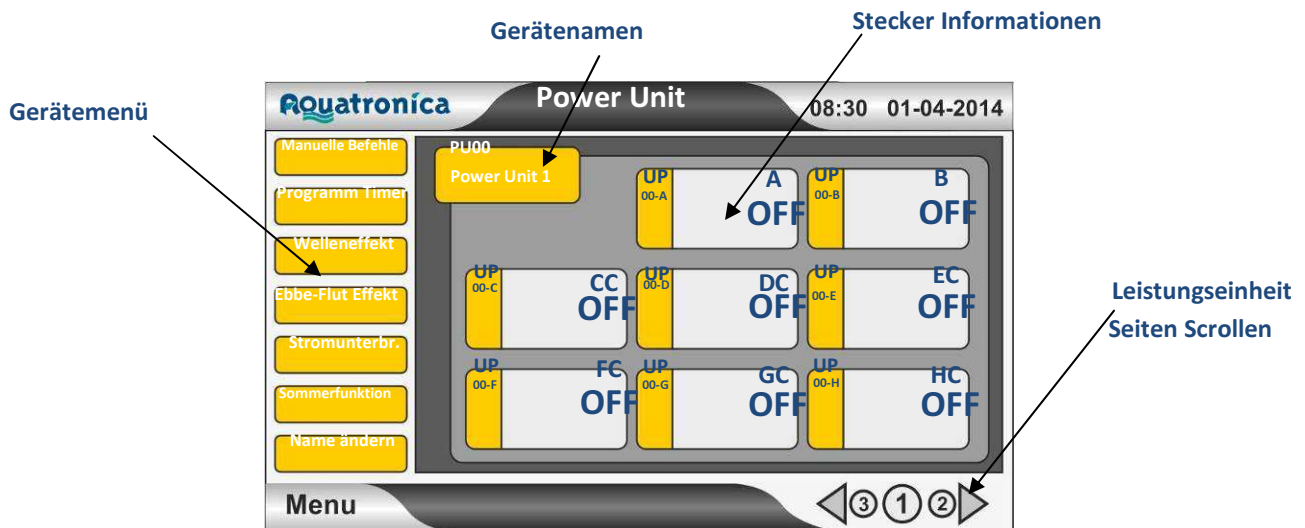 Stecker Informationen
Gerätenamen
Gerätemenü
Aquatronica
Power Unit
08:30 01-04-2014
Manuelle Befehle
Programm Timer
Welleneffekt
Ebbe-Flut Effekt
Stromunterbr.
Sommerfunktion
Name ändern
PU00
Power Unit 1
UP
00-A
A
OFF
UP
00-B
B
OFF
UP
00-C
CC
OFF
UP
00-D
DC
OFF
UP
00-E
EC
OFF
UP
00-F
FC
OFF
UP
00-G
GC
OFF
UP
00-H
HC
OFF
Leistungseinheit
Seiten Scrollen
Menu
3 1 2